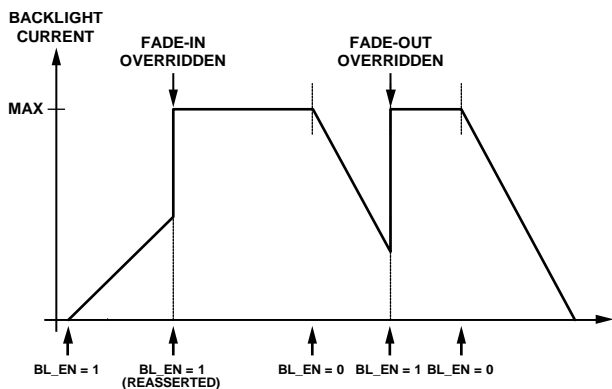 BACKLIGHT
CURRENT
FADE-IN
OVERRIDDEN
FADE-OUT
OVERRIDDEN
MAX
BL_EN = 1
BL_EN = 1
(REASSERTED)
BL_EN = 0
BL_EN = 1
BL_EN = 0